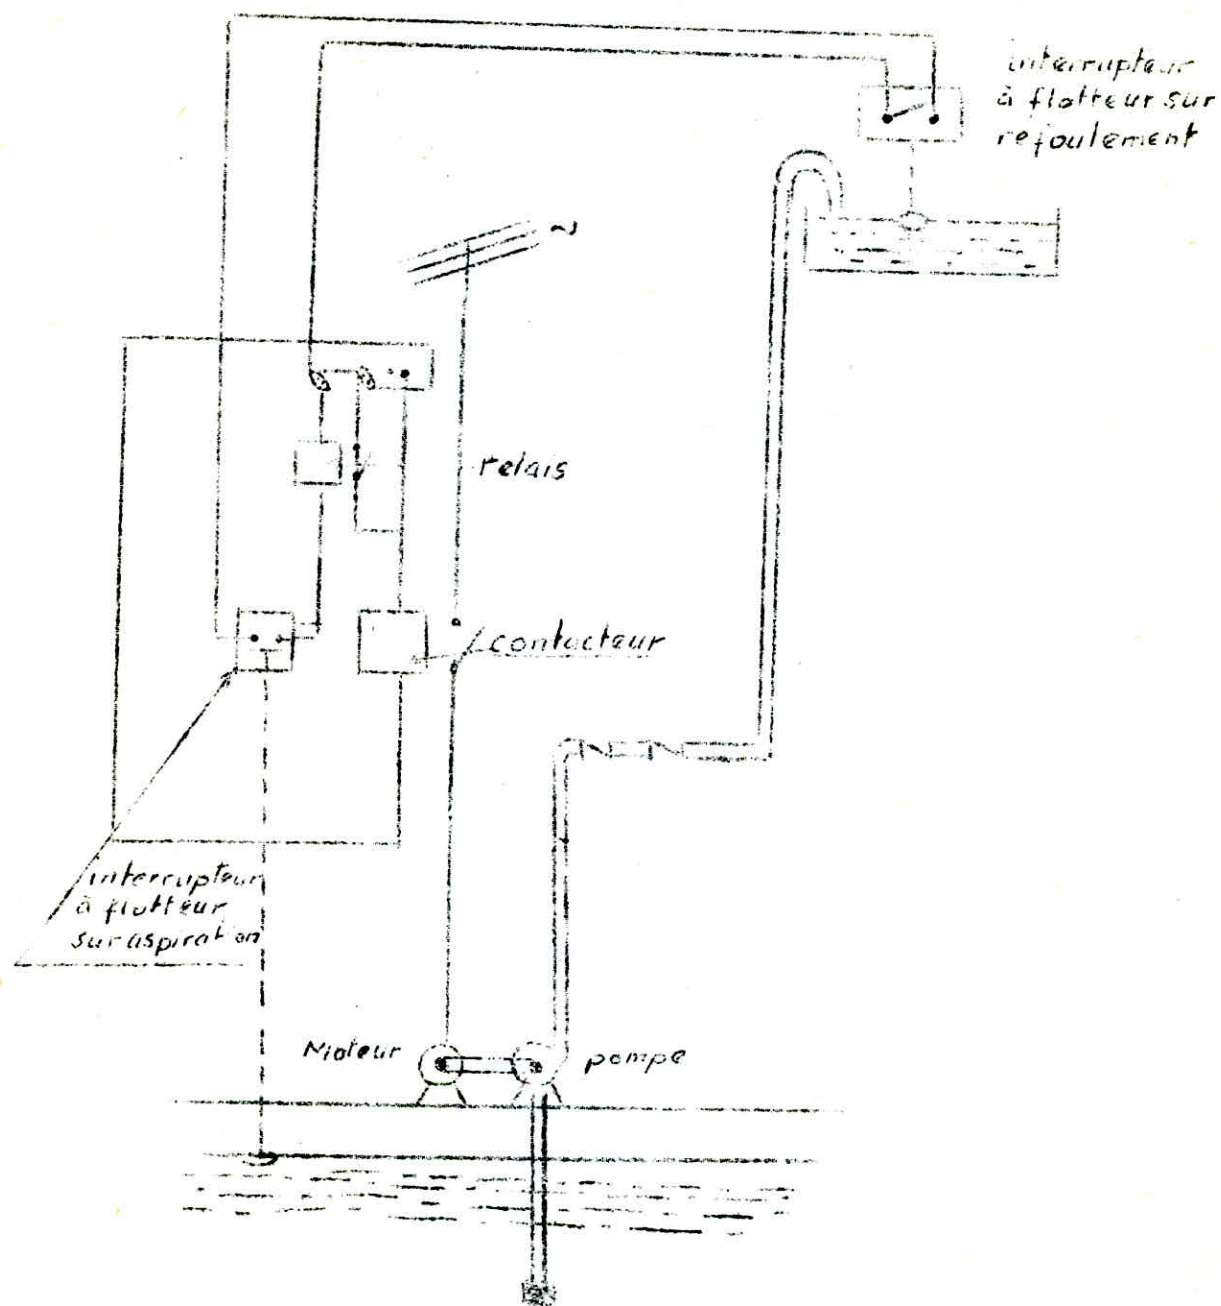 interrupteur
à flotteur sur
refoulement
~
relais
contacteur
interrupteur
à flotteur
sur aspiration
Moteur
pompe